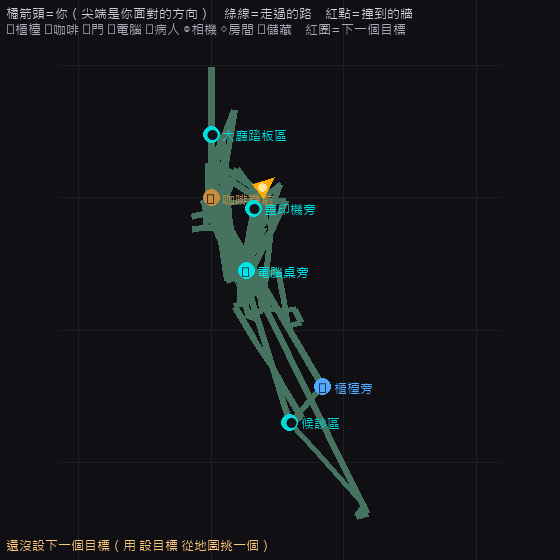 橘箭頭=你（尖端是你面對的方向） 綠線=走過的路 紅點=撞到的牆
櫃檯 咖啡 門 電腦 病人 相機 房間 儲藏 紅圈=下一個目標
大廳踏板區
咖啡機前
影印機旁
電腦桌旁
櫃檯旁
候診區
還沒設下一個目標（用 設目標 從地圖挑一個）